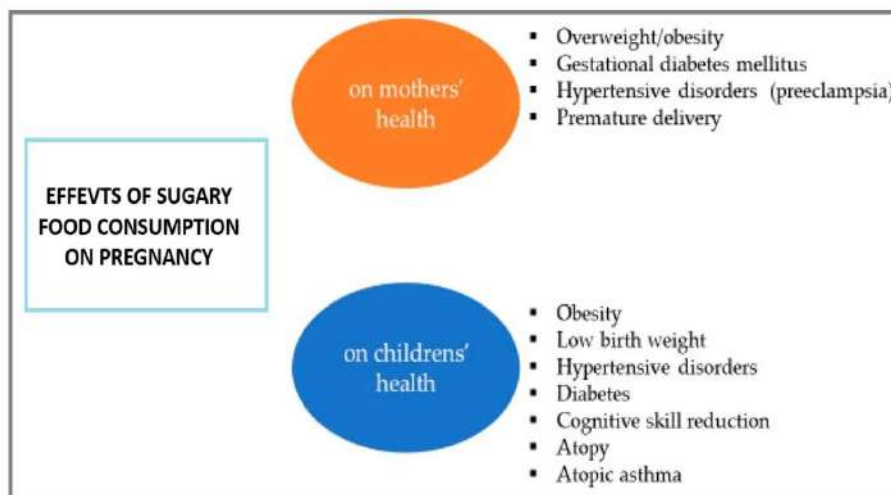 EFFEVTS OF SUGARY
FOOD CONSUMPTION
ON PREGNANCY
on mothers'
health
▪ Overweight/obesity
▪ Gestational diabetes mellitus
▪ Hypertensive disorders (preeclampsia)
▪ Premature delivery
on childrens'
health
▪ Obesity
▪ Low birth weight
▪ Hypertensive disorders
▪ Diabetes
▪ Cognitive skill reduction
▪ Atopy
▪ Atopic asthma